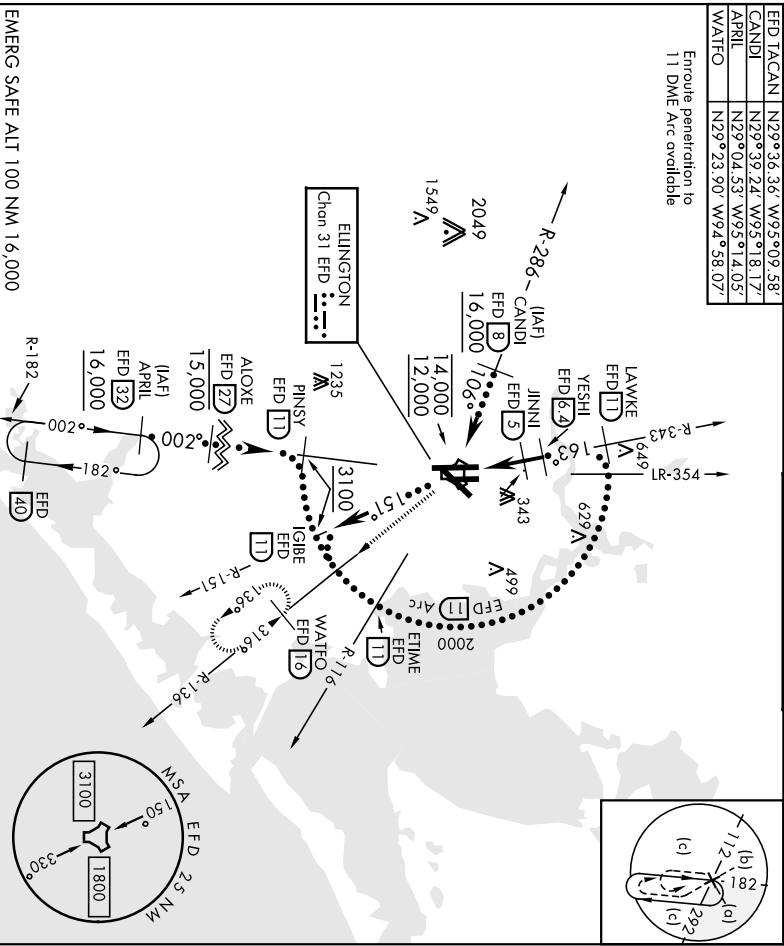 EFD TACAN N29°36.36' W95°09.58'
CANDI N29°39.24' W95°18.17'
APRIL N29°04.53' W95°14.05'
WATFO N29°23.90' W94°58.07'
Enroute penetration to
11 DME Arc available
EMERG SAFE ALT 100 NM 16,000
2049
1549
R-286
(IAF)
CANDI
EFD 8
16,000
106°
LAWKE
EFD 11
YESHI
EFD 6.4
JINNI
EFD 5
14,000
12,000
163°
R-343
649
LR-354
343
629
499
EFD 11 Arc
2000
ELLINGTON
Chan 31 EFD
1235
PINSY
EFD 11
3100
151°
IGIBE
EFD
11
R-151
ALOXE
EFD 27
15,000
(IAF)
APRIL
EFD 32
16,000
002°
R-182
002°
182°
EFD
40
ETIME
EFD
11
R-116
WATFO
EFD 16
136°
316°
R-136
MSA EFD 25 NM
150°
3100
1800
330°
112
(b)
182
(a)
(c)
292
(c)